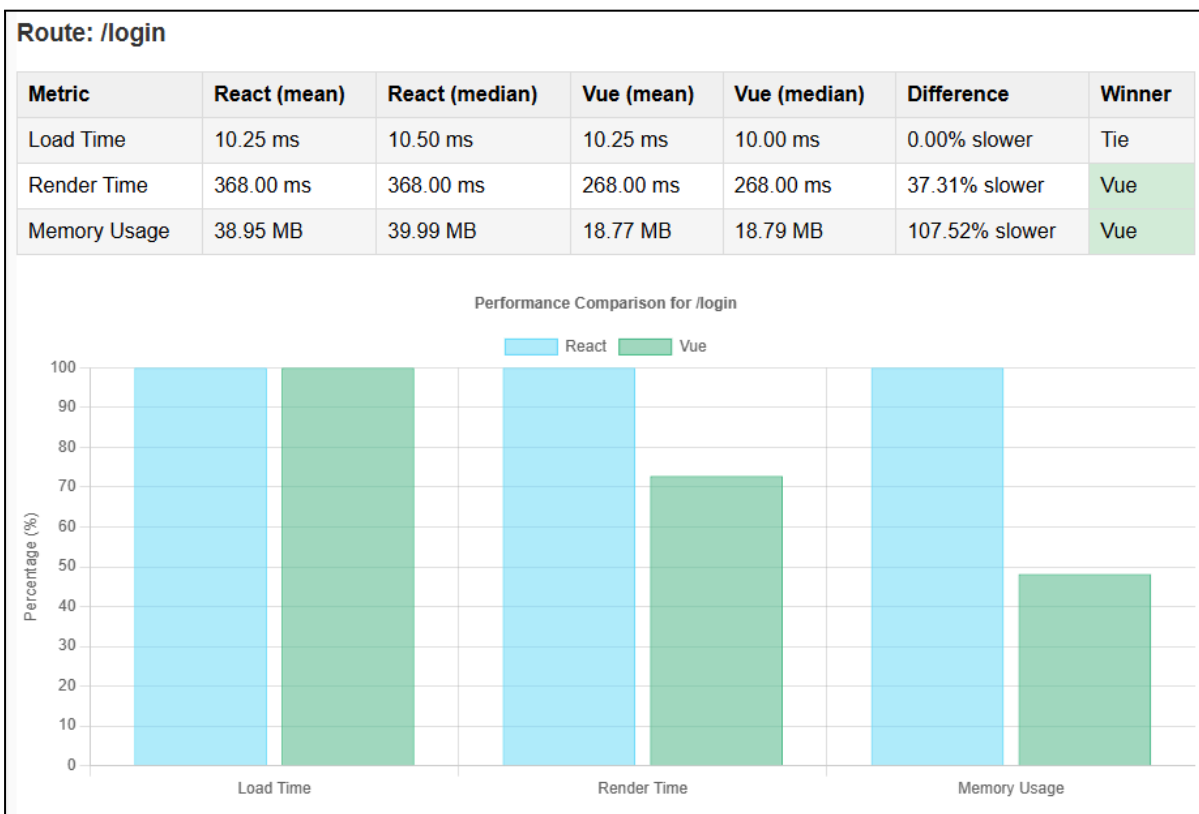 Route: /login
Metric React (mean) React (median) Vue (mean) Vue (median) Difference Winner
Load Time 10.25 ms 10.50 ms 10.25 ms 10.00 ms 0.00% slower Tie
Render Time 368.00 ms 368.00 ms 268.00 ms 268.00 ms 37.31% slower Vue
Memory Usage 38.95 MB 39.99 MB 18.77 MB 18.79 MB 107.52% slower Vue
Performance Comparison for /login
React Vue
100
90
80
70
60
50
40
30
20
10
0
Percentage (%)
Load Time Render Time Memory Usage